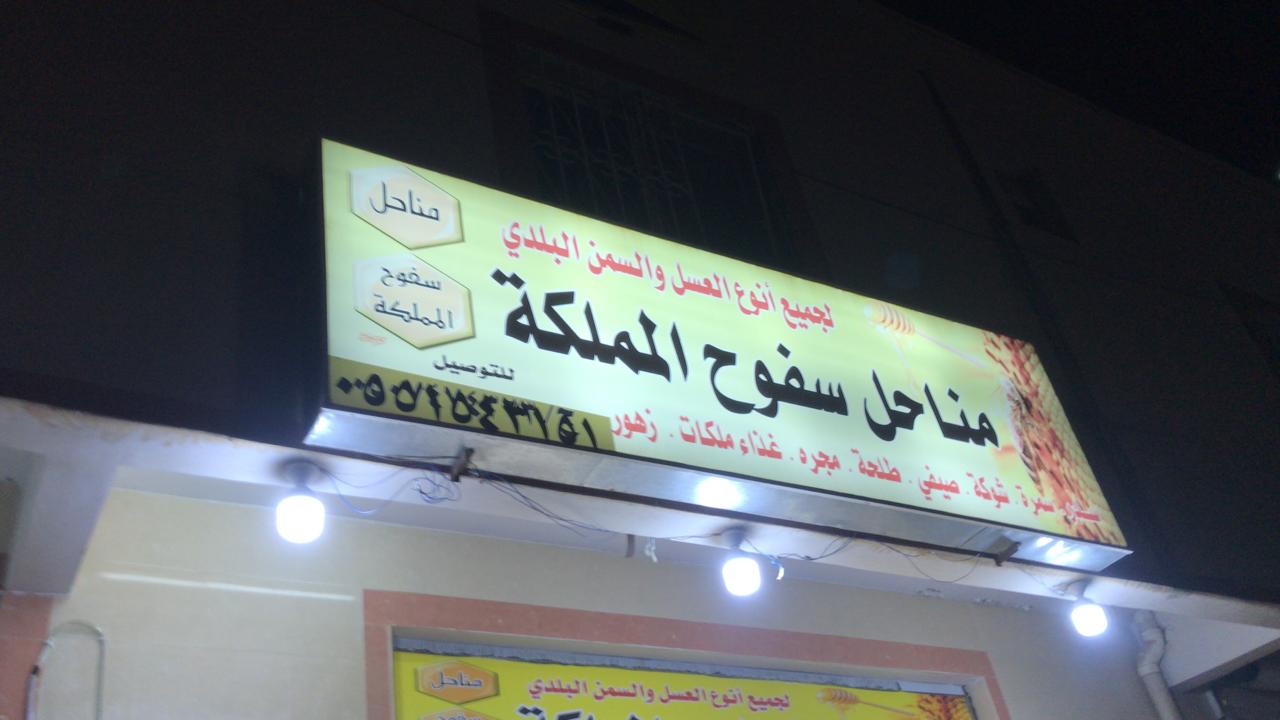 مناحل
سفوح
المملكة
لجميع أنوع العسل والسمن البلدي
مناحل سفوح المملكة
سمرة . شوكة . صيفي . طلحة . مجره . غذاء ملكات . زهور
للتوصيل
مناحل
لجميع أنوع العسل والسمن البلدي